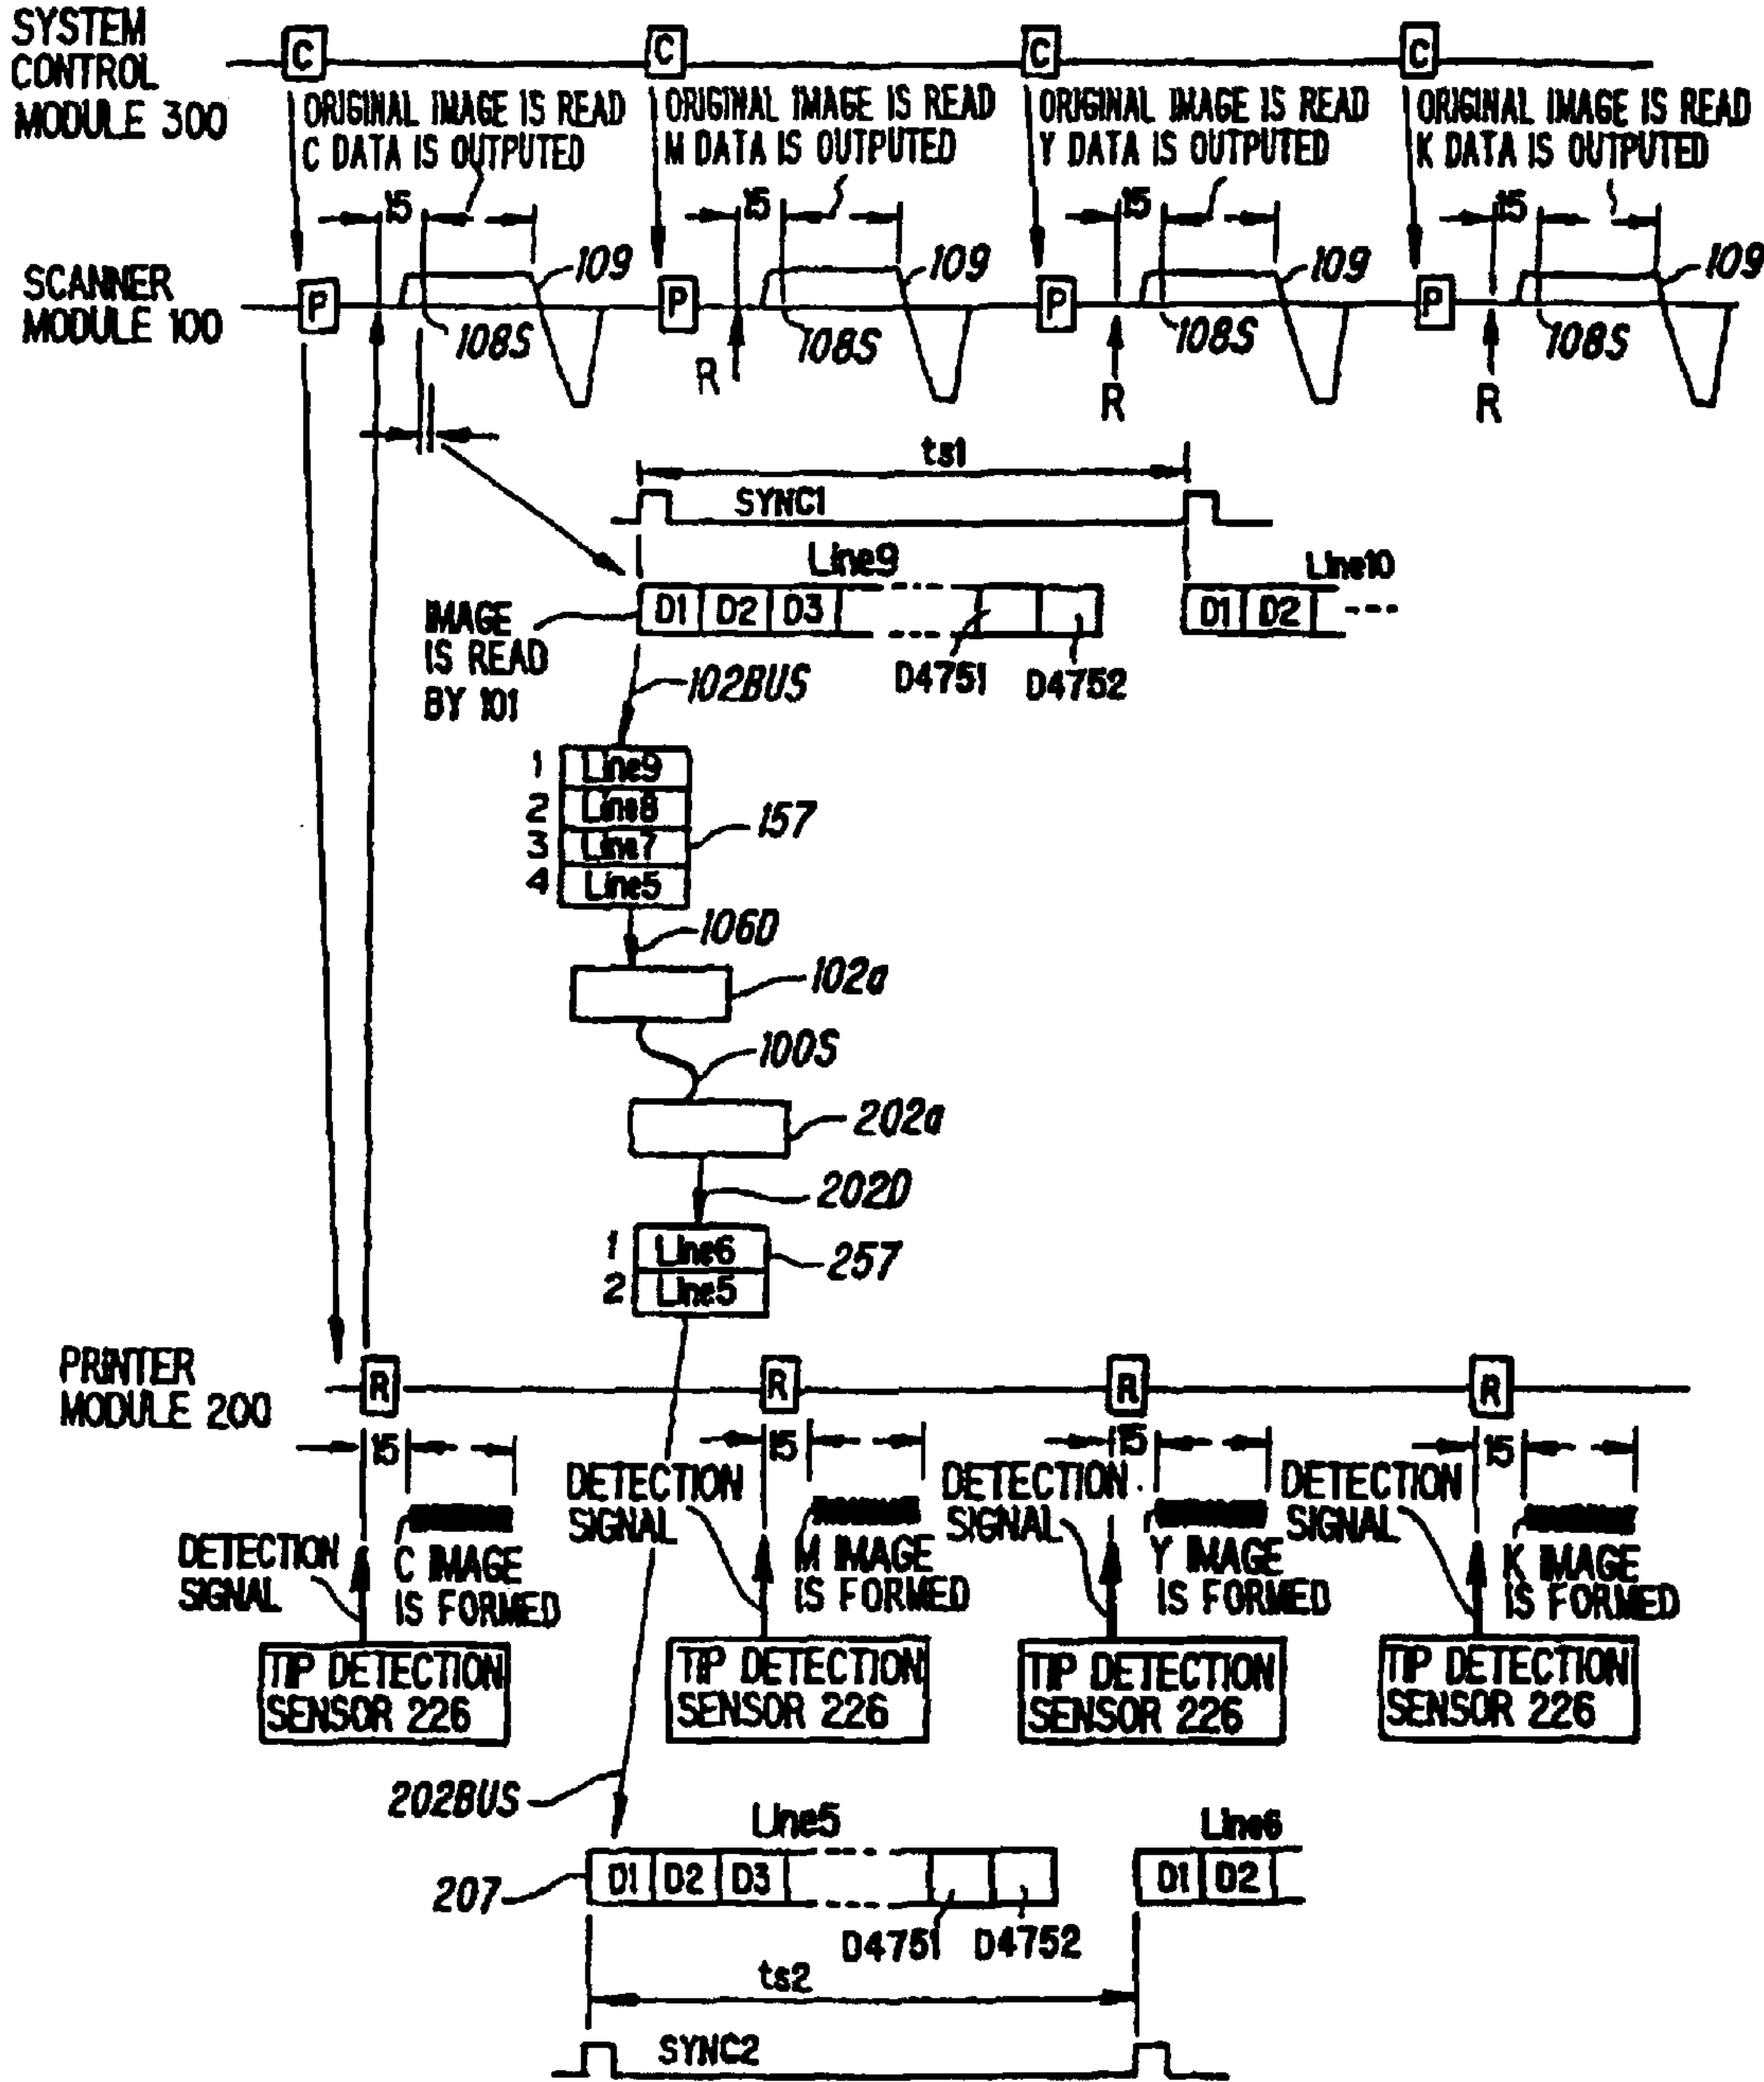 SYSTEM
CONTROL
MODULE 300
C
C
C
C
ORIGINAL IMAGE IS READ
C DATA IS OUTPUTED
ORIGINAL IMAGE IS READ
M DATA IS OUTPUTED
ORIGINAL IMAGE IS READ
Y DATA IS OUTPUTED
ORIGINAL IMAGE IS READ
K DATA IS OUTPUTED
15
15
15
15
SCANNER
MODULE 100
P
109
108S
P
109
108S
R
P
109
108S
R
P
109
108S
R
ts1
SYNC1
Line9
Line10
IMAGE
IS READ
BY 101
D1 D2 D3
D4751 D4752
D1 D2
102BUS
1 Line9
2 Line8
3 Line7
4 Line5
157
106D
102a
100S
202a
202D
1 Line6
2 Line5
257
PRINTER
MODULE 200
R
R
R
R
15
15
15
15
DETECTION
SIGNAL
C IMAGE
IS FORMED
DETECTION
SIGNAL
M IMAGE
IS FORMED
DETECTION
SIGNAL
Y IMAGE
IS FORMED
DETECTION
SIGNAL
K IMAGE
IS FORMED
TIP DETECTION
SENSOR 226
TIP DETECTION
SENSOR 226
TIP DETECTION
SENSOR 226
TIP DETECTION
SENSOR 226
202BUS
Line5
Line6
207
D1 D2 D3
D4751 D4752
D1 D2
ts2
SYNC2